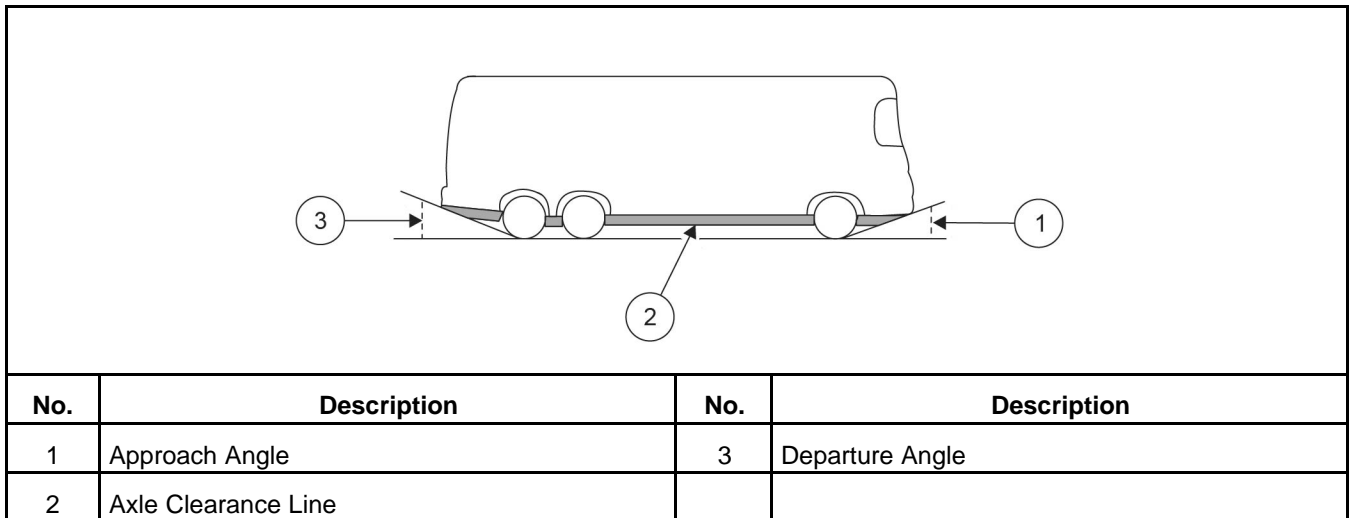 3
1
2
No. Description No. Description
1 Approach Angle 3 Departure Angle
2 Axle Clearance Line